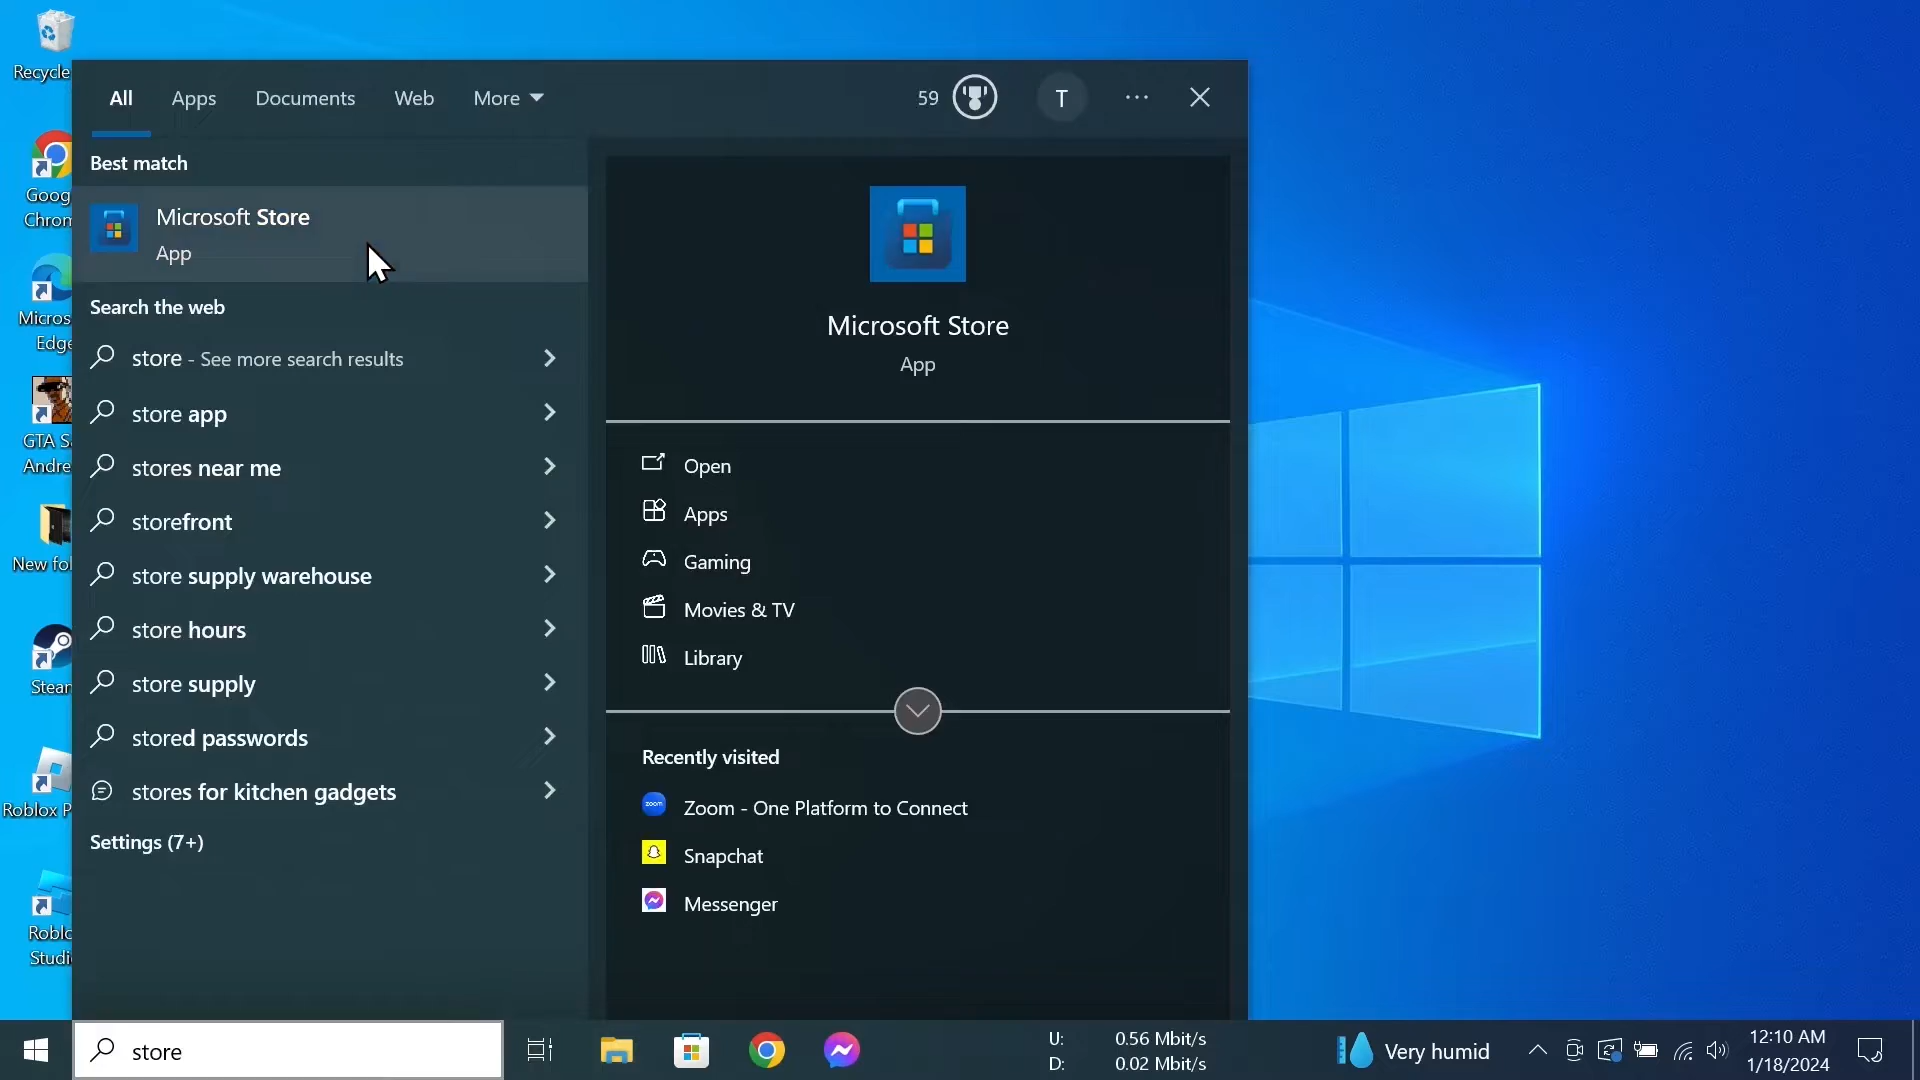 Recycle
Goog
Chrom
Micros
Edge
GTA Sa
Andre
New fol
Stean
Roblox P
Roblo
Studi
All Apps Documents Web More 59 T
Best match
Microsoft Store
App
Search the web
store - See more search results
store app
stores near me
storefront
store supply warehouse
store hours
store supply
stored passwords
stores for kitchen gadgets
Settings (7+)
Microsoft Store
App
Open
Apps
Gaming
Movies & TV
Library
Recently visited
zoom Zoom - One Platform to Connect
Snapchat
Messenger
store
U: 0.56 Mbit/s
D: 0.02 Mbit/s
Very humid
12:10 AM
1/18/2024